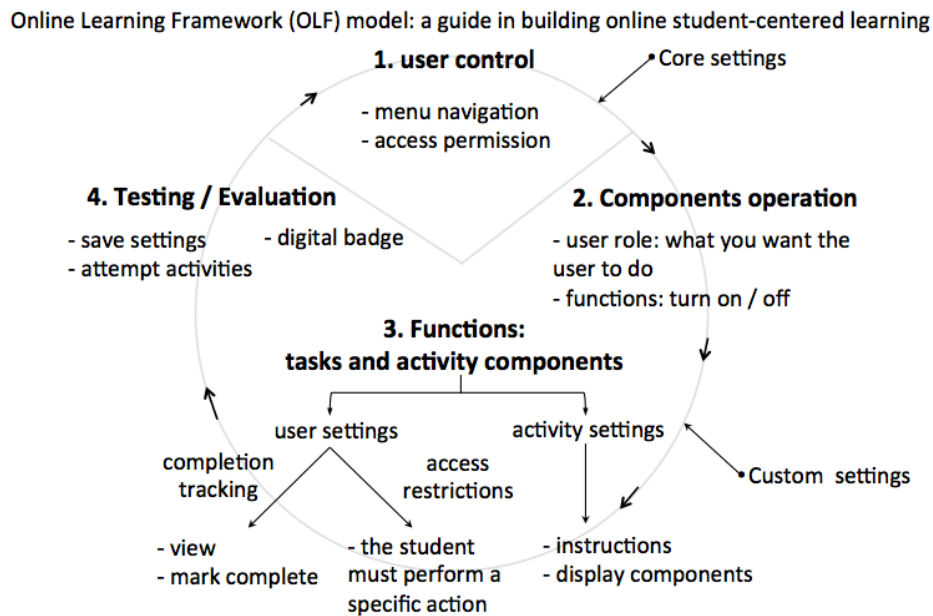 Online Learning Framework (OLF) model: a guide in building online student-centered learning
1. user control
Core settings
- menu navigation
- access permission
2. Components operation
- user role: what you want the
user to do
- functions: turn on / off
3. Functions:
tasks and activity components
user settings
activity settings
completion
tracking
access
restrictions
Custom settings
- view
- mark complete
- the student
must perform a
specific action
- instructions
- display components
4. Testing / Evaluation
- save settings
- attempt activities
- digital badge